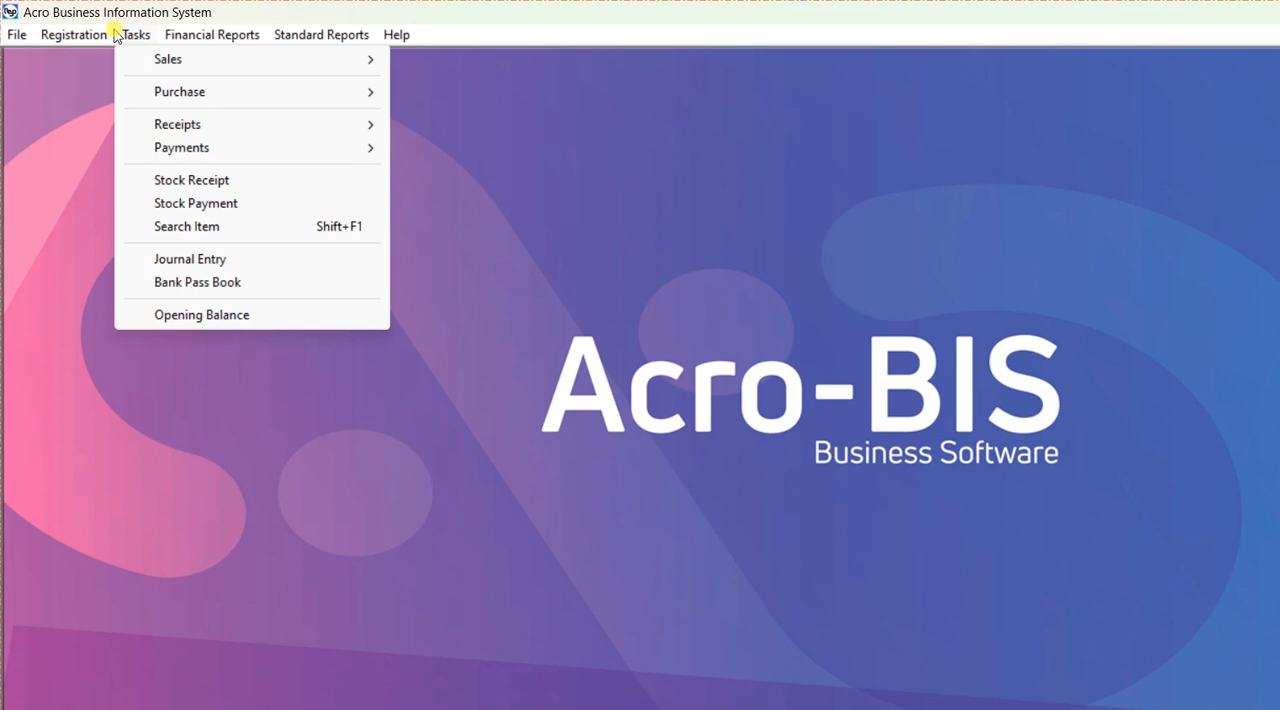 Acro Business Information System
File Registration Tasks Financial Reports Standard Reports Help
Sales
Purchase
Receipts
Payments
Stock Receipt
Stock Payment
Search Item Shift+F1
Journal Entry
Bank Pass Book
Opening Balance
Acro-BIS
Business Software